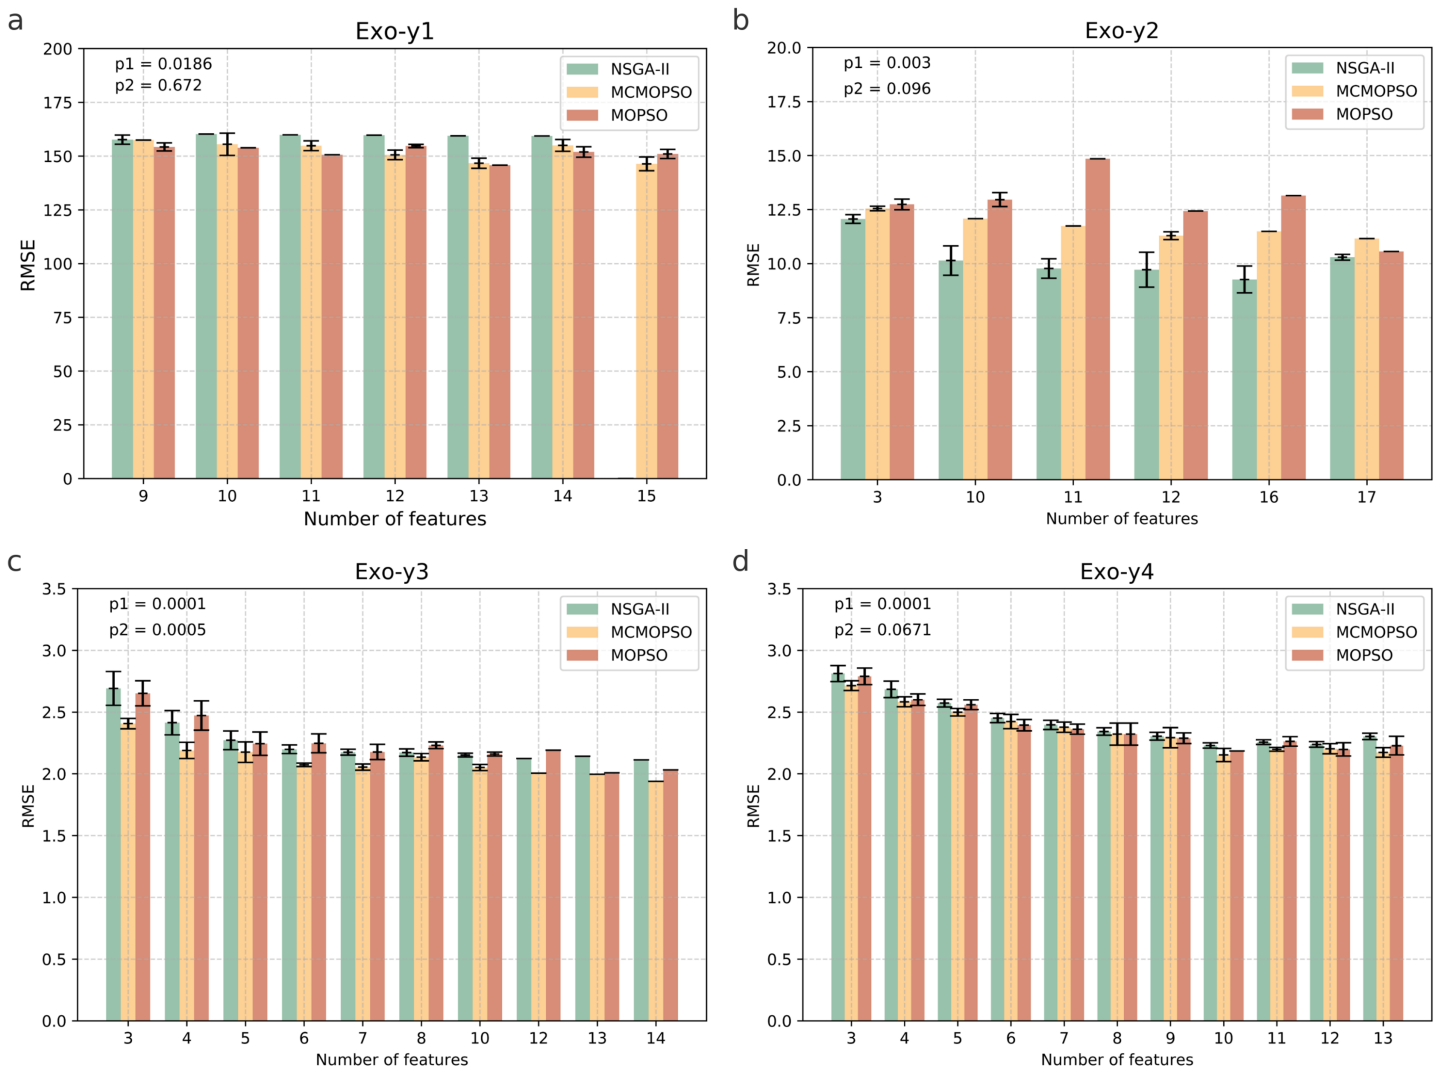 a
Exo-y1
p1 = 0.0186
p2 = 0.672
NSGA-II
MCMOPSO
MOPSO
200
175
150
125
100
75
50
25
0
RMSE
9 10 11 12 13 14 15
Number of features
b
Exo-y2
p1 = 0.003
p2 = 0.096
NSGA-II
MCMOPSO
MOPSO
20.0
17.5
15.0
12.5
10.0
7.5
5.0
2.5
0.0
RMSE
3 10 11 12 16 17
Number of features
c
Exo-y3
p1 = 0.0001
p2 = 0.0005
NSGA-II
MCMOPSO
MOPSO
3.5
3.0
2.5
2.0
1.5
1.0
0.5
0.0
RMSE
3 4 5 6 7 8 10 12 13 14
Number of features
d
Exo-y4
p1 = 0.0001
p2 = 0.0671
NSGA-II
MCMOPSO
MOPSO
3.5
3.0
2.5
2.0
1.5
1.0
0.5
0.0
RMSE
3 4 5 6 7 8 9 10 11 12 13
Number of features